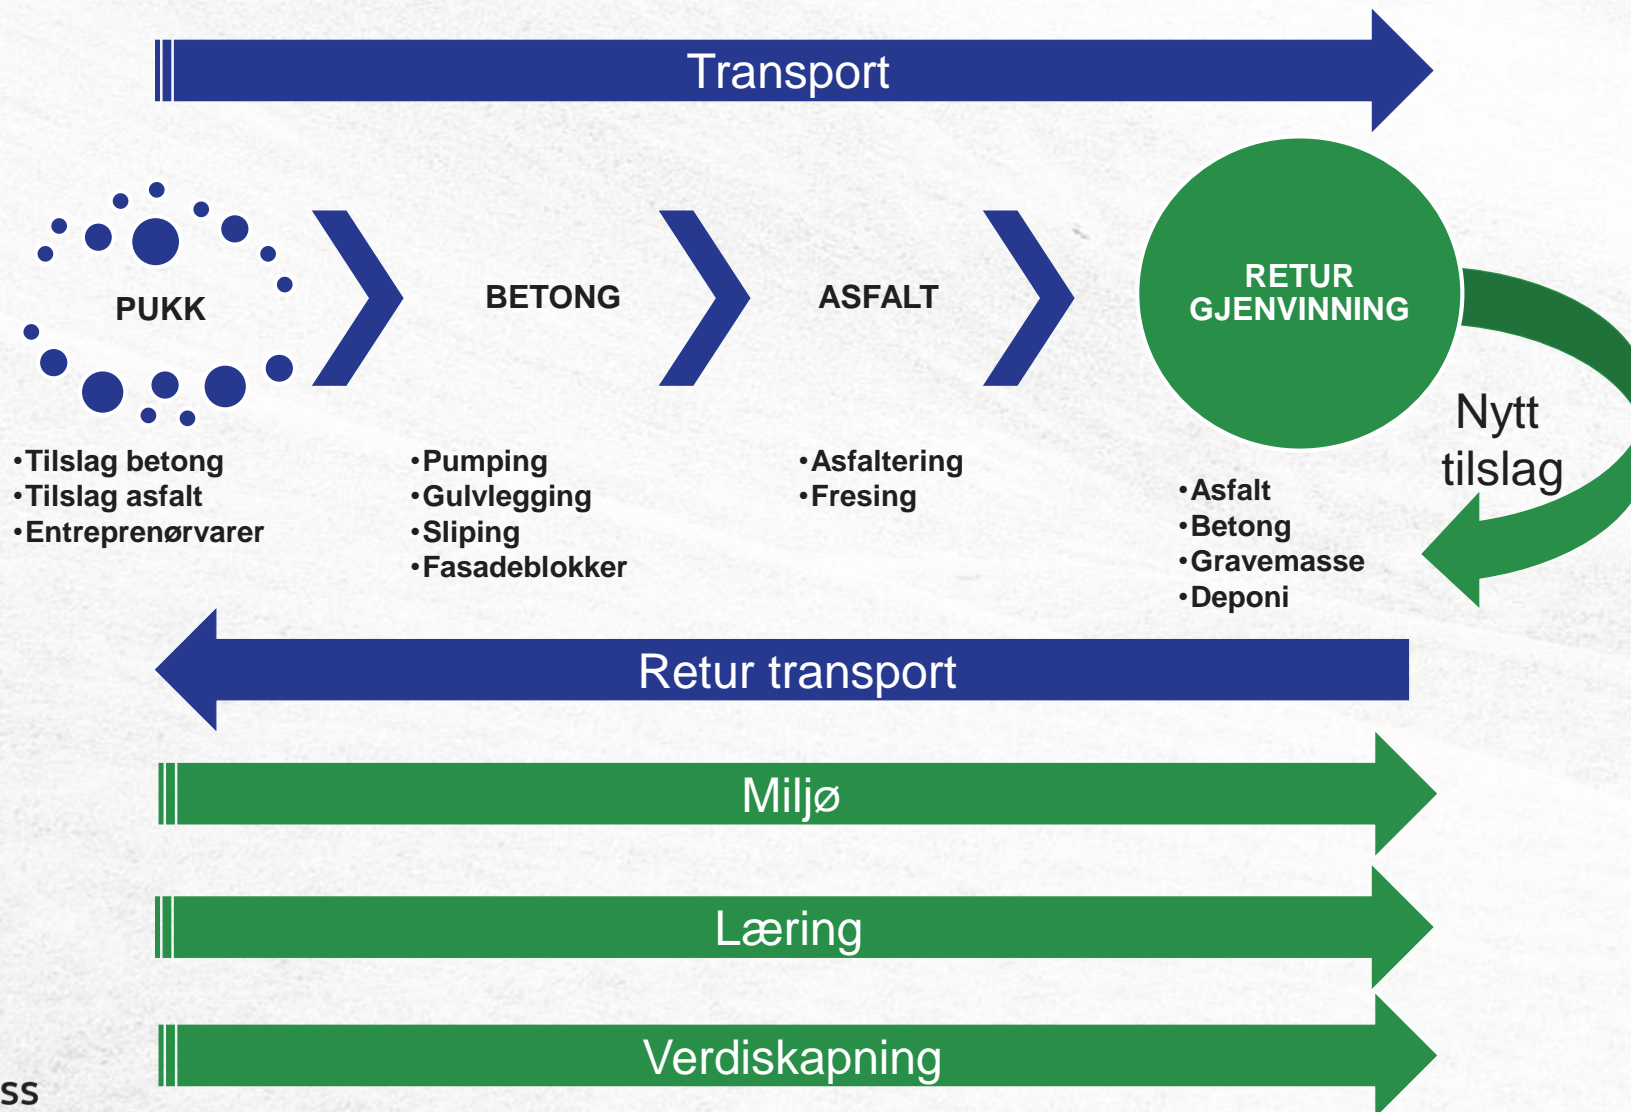 Transport
PUKK
BETONG
ASFALT
RETUR
GJENVINNING
•Tilslag betong
•Tilslag asfalt
•Entreprenørvarer
•Pumping
•Gulvlegging
•Sliping
•Fasadeblokker
•Asfaltering
•Fresing
•Asfalt
•Betong
•Gravemasse
•Deponi
Nytt
tilslag
Retur transport
Miljø
Læring
Verdiskapning
ss